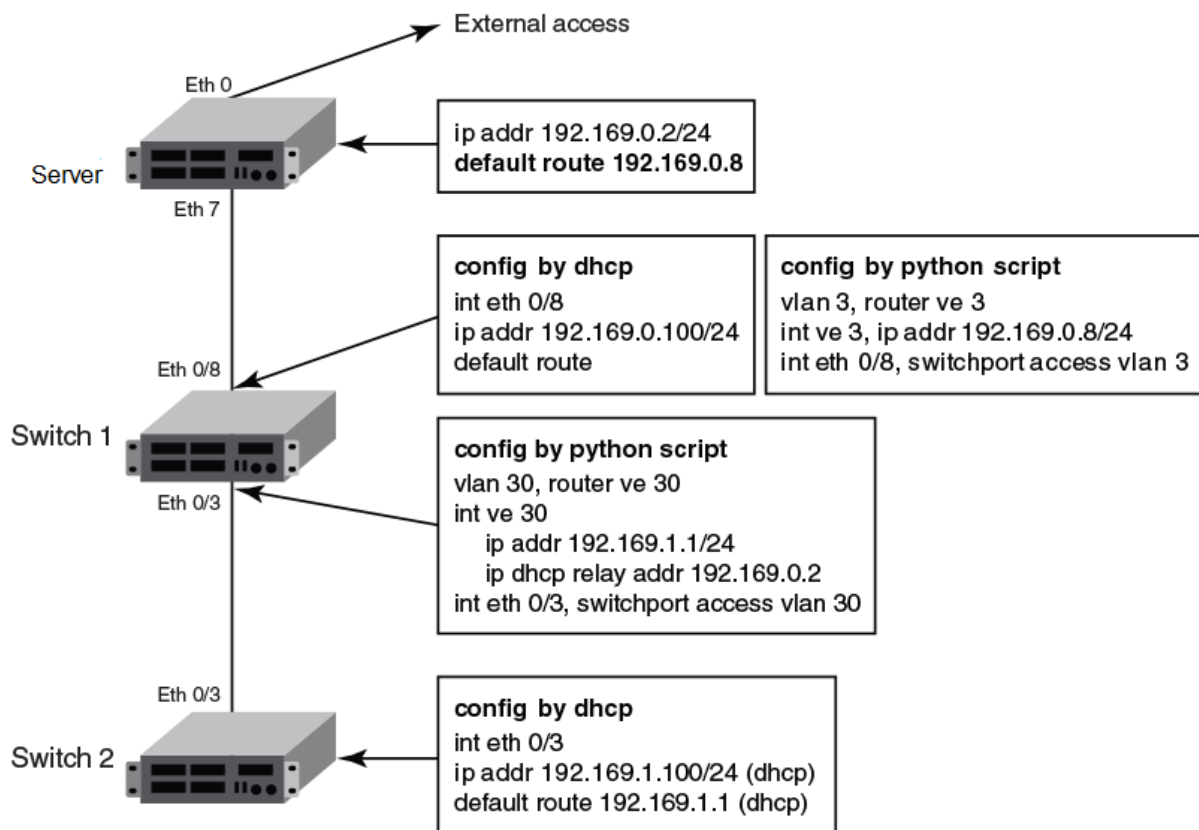 External access
Eth 0
ip addr 192.169.0.2/24
default route 192.169.0.8
Server
Eth 7
config by dhcp
int eth 0/8
ip addr 192.169.0.100/24
default route
config by python script
vlan 3, router ve 3
int ve 3, ip addr 192.169.0.8/24
int eth 0/8, switchport access vlan 3
Eth 0/8
Switch 1
Eth 0/3
config by python script
vlan 30, router ve 30
int ve 30
ip addr 192.169.1.1/24
ip dhcp relay addr 192.169.0.2
int eth 0/3, switchport access vlan 30
Eth 0/3
Switch 2
config by dhcp
int eth 0/3
ip addr 192.169.1.100/24 (dhcp)
default route 192.169.1.1 (dhcp)